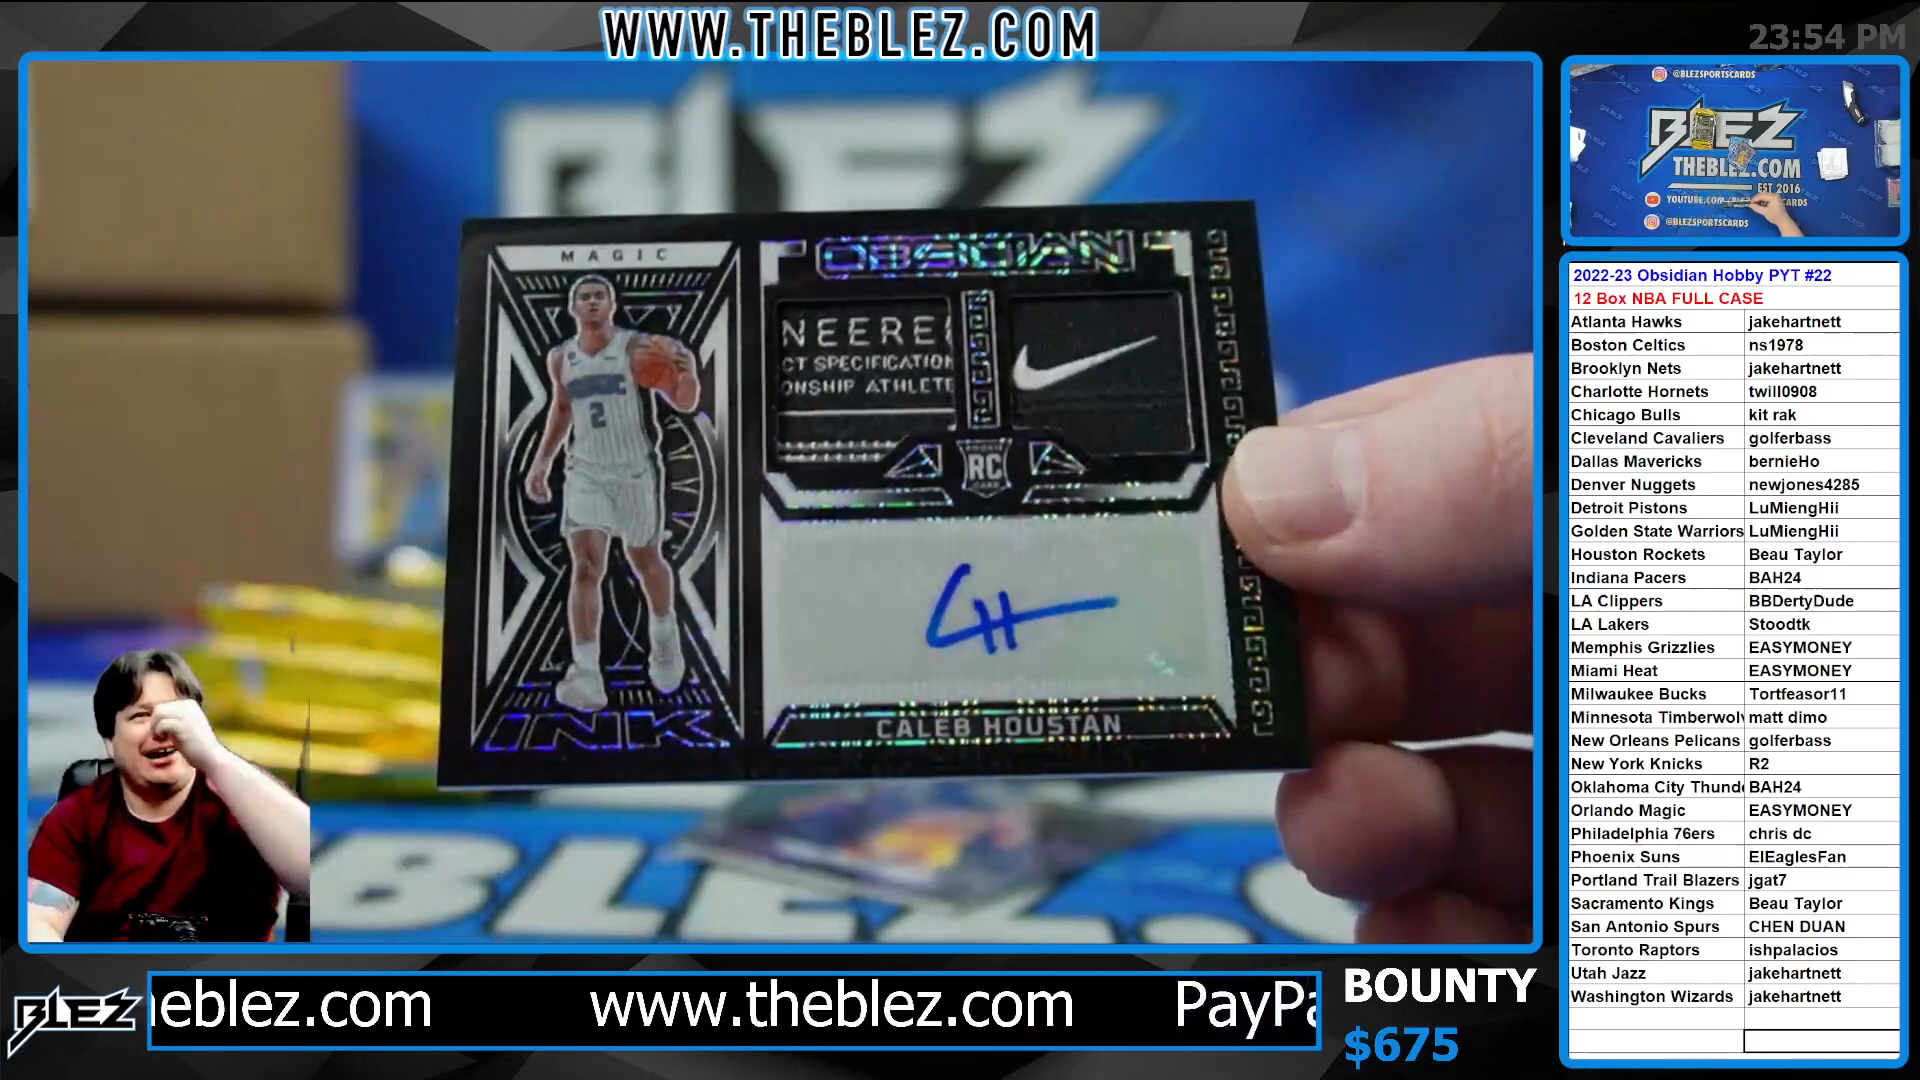 WWW.THEBLEZ.COM
23:54 PM
BLEZ
MAGIC
OBSIDIAN
NEERE
CT SPECIFICATION
ONSHIP ATHLETE
2
ROOKIE
RC
CARD
INK
CALEB HOUSTAN
BLEZ
@BLEZSPORTSCARDS
BLEZ
THEBLEZ.COM
EST 2016
@BLEZSPORTSCARDS
2022-23 Obsidian Hobby PYT #22
12 Box NBA FULL CASE
Atlanta Hawks jakehartnett
Boston Celtics ns1978
Brooklyn Nets jakehartnett
Charlotte Hornets twill0908
Chicago Bulls kit rak
Cleveland Cavaliers golferbass
Dallas Mavericks bernieHo
Denver Nuggets newjones4285
Detroit Pistons LuMiengHii
Golden State Warriors LuMiengHii
Houston Rockets Beau Taylor
Indiana Pacers BAH24
LA Clippers BBDertyDude
LA Lakers Stoodtk
Memphis Grizzlies EASYMONEY
Miami Heat EASYMONEY
Milwaukee Bucks Tortfeasor11
Minnesota Timberwol matt dimo
New Orleans Pelicans golferbass
New York Knicks R2
Oklahoma City Thund BAH24
Orlando Magic EASYMONEY
Philadelphia 76ers chris dc
Phoenix Suns ElEaglesFan
Portland Trail Blazers jgat7
Sacramento Kings Beau Taylor
San Antonio Spurs CHEN DUAN
Toronto Raptors ishpalacios
Utah Jazz jakehartnett
Washington Wizards jakehartnett
BLEZ
eblez.com www.theblez.com PayP
BOUNTY
$675